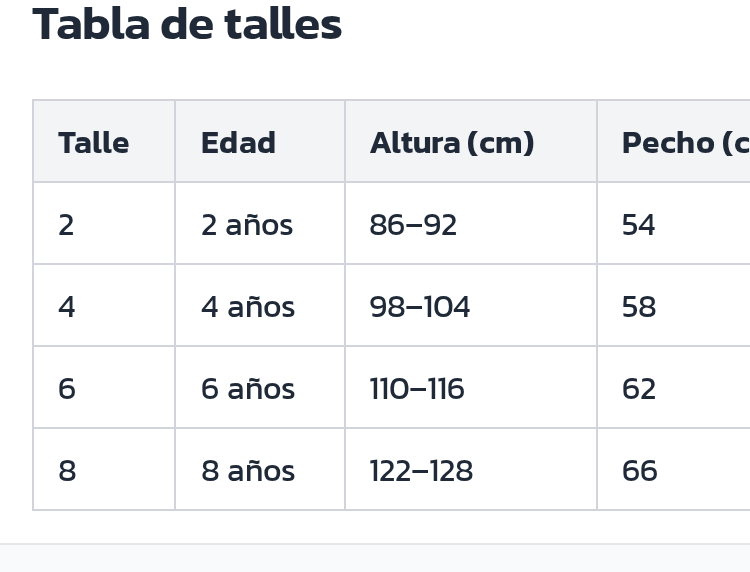 Tabla de talles
Talle Edad Altura (cm) Pecho (c
2 2 años 86–92 54
4 4 años 98–104 58
6 6 años 110–116 62
8 8 años 122–128 66